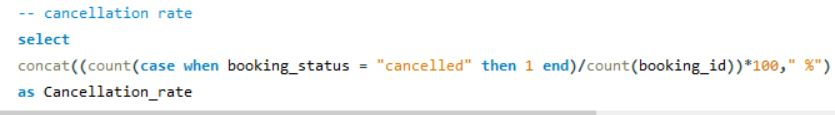 -- cancellation rate
select
concat((count(case when booking_status = "cancelled" then 1 end)/count(booking_id))*100," %")
as Cancellation_rate